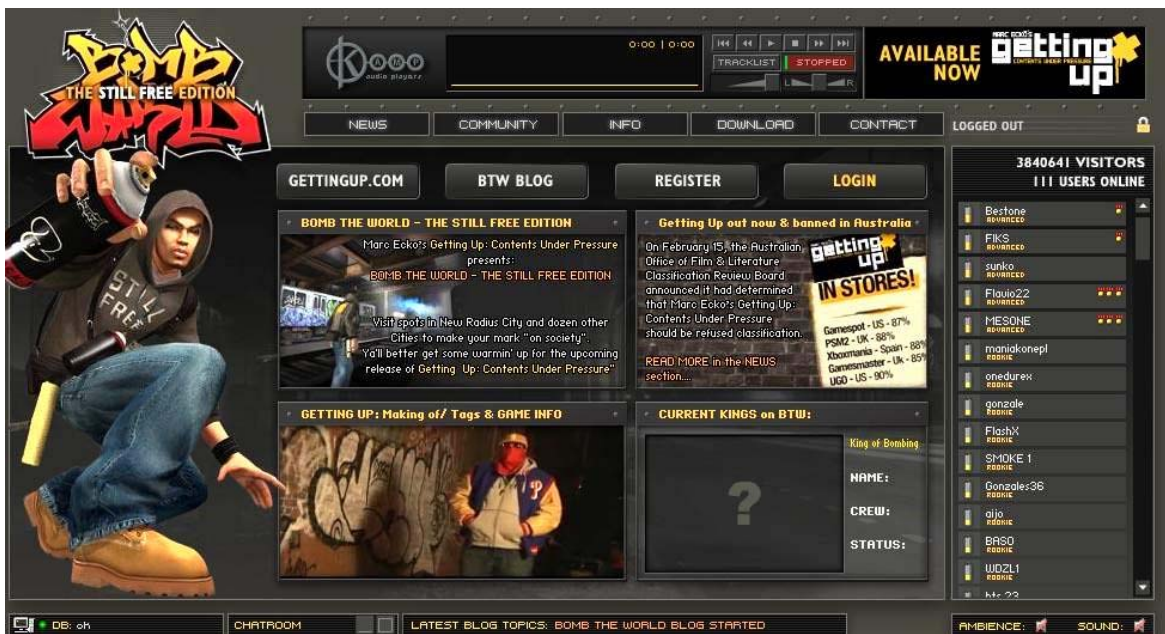 BOMB
THE STILL FREE EDITION
WORLD
K AMP
audio players
0:00 | 0:00
TRACKLIST
STOPPED
L
R
AVAILABLE
NOW
MARC ECKO'S
getting
CONTENTS UNDER PRESSURE
up
NEWS
COMMUNITY
INFO
DOWNLOAD
CONTACT
LOGGED OUT
GETTINGUP.COM
BTW BLOG
REGISTER
LOGIN
3840641 VISITORS
111 USERS ONLINE
STILL
FREE
BOMB THE WORLD - THE STILL FREE EDITION
Marc Ecko's Getting Up: Contents Under Pressure
presents:
BOMB THE WORLD - THE STILL FREE EDITION
Visit spots in New Radius City and dozen other
Cities to make your mark "on society".
Ya'll better get some warmin' up for the upcoming
release of Getting Up: Contents Under Pressure"
Getting Up out now & banned in Australia
On February 15, the Australian
Office of Film & Literature
Classification Review Board
announced it had determined
that Marc Ecko's Getting Up:
Contents Under Pressure
should be refused classification.
READ MORE in the NEWS
section....
getting
up
IN STORES!
Gamespot - US - 87%
PSM2 - UK - 88%
Xboxmania - Spain - 88%
Gamesmaster - Uk - 85%
UGO - US - 90%
GETTING UP: Making of/ Tags & GAME INFO
P
CURRENT KINGS on BTW:
?
King of Bombing
NAME:
CREW:
STATUS:
Bestone
ADVANCED
FIKS
ADVANCED
sunko
ADVANCED
Flavio22
ADVANCED
MESONE
ADVANCED
maniakonepl
ROOKIE
onedurex
ROOKIE
gonzale
ROOKIE
FlashX
ROOKIE
SMOKE 1
ROOKIE
Gonzales36
ROOKIE
aijo
ROOKIE
BASO
ROOKIE
WDZL1
ROOKIE
DB: ok
CHATROOM
LATEST BLOG TOPICS: BOMB THE WORLD BLOG STARTED
AMBIENCE:
SOUND: